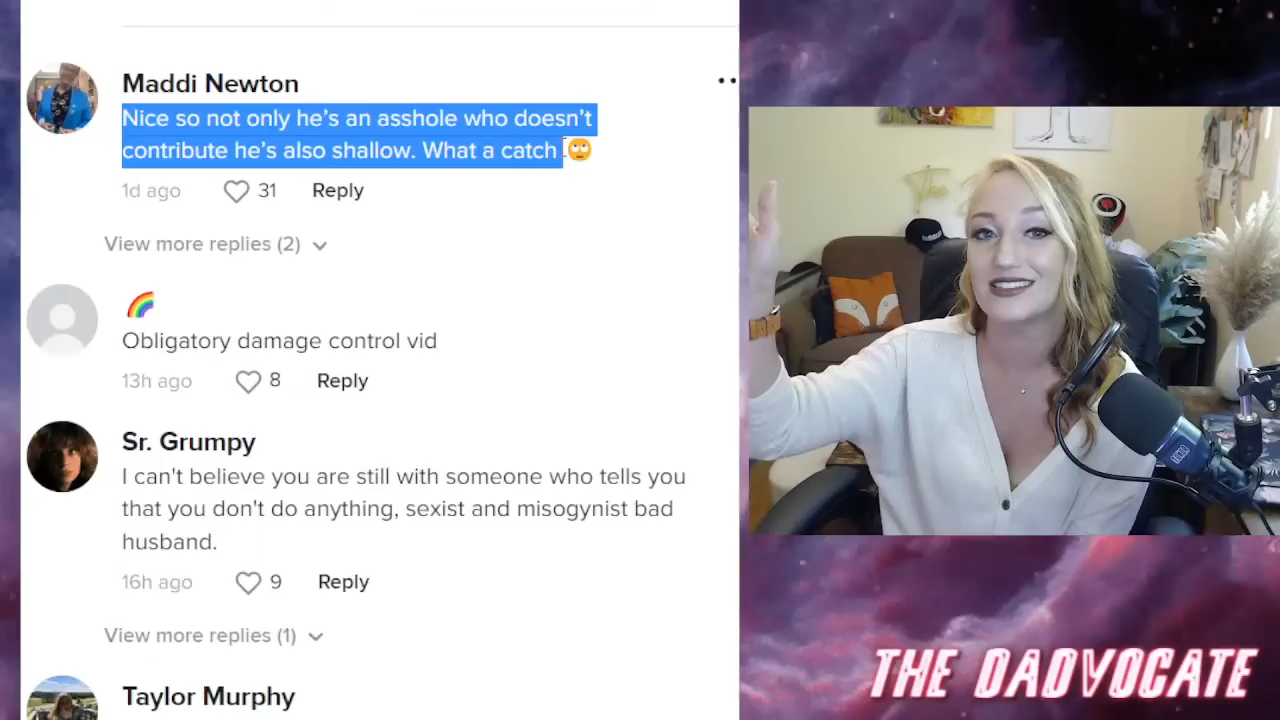 Maddi Newton
Nice so not only he's an asshole who doesn't
contribute he's also shallow. What a catch 🙄
1d ago 31 Reply
View more replies (2)
🌈
Obligatory damage control vid
13h ago 8 Reply
Sr. Grumpy
I can't believe you are still with someone who tells you
that you don't do anything, sexist and misogynist bad
husband.
16h ago 9 Reply
View more replies (1)
Taylor Murphy
THE DADVOCATE